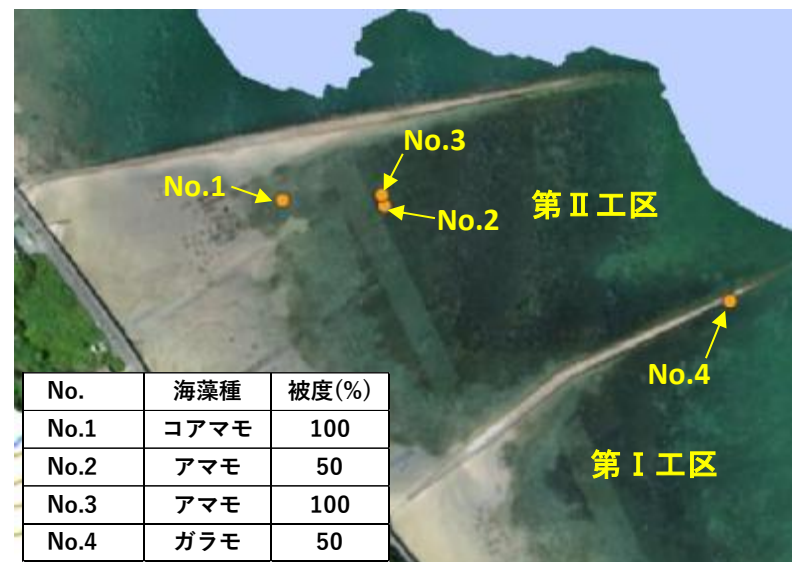 No.3
No.1
No.2
第Ⅱ工区
No.4
第Ⅰ工区
No. 海藻種 被度(%)
No.1 コアマモ 100
No.2 アマモ 50
No.3 アマモ 100
No.4 ガラモ 50